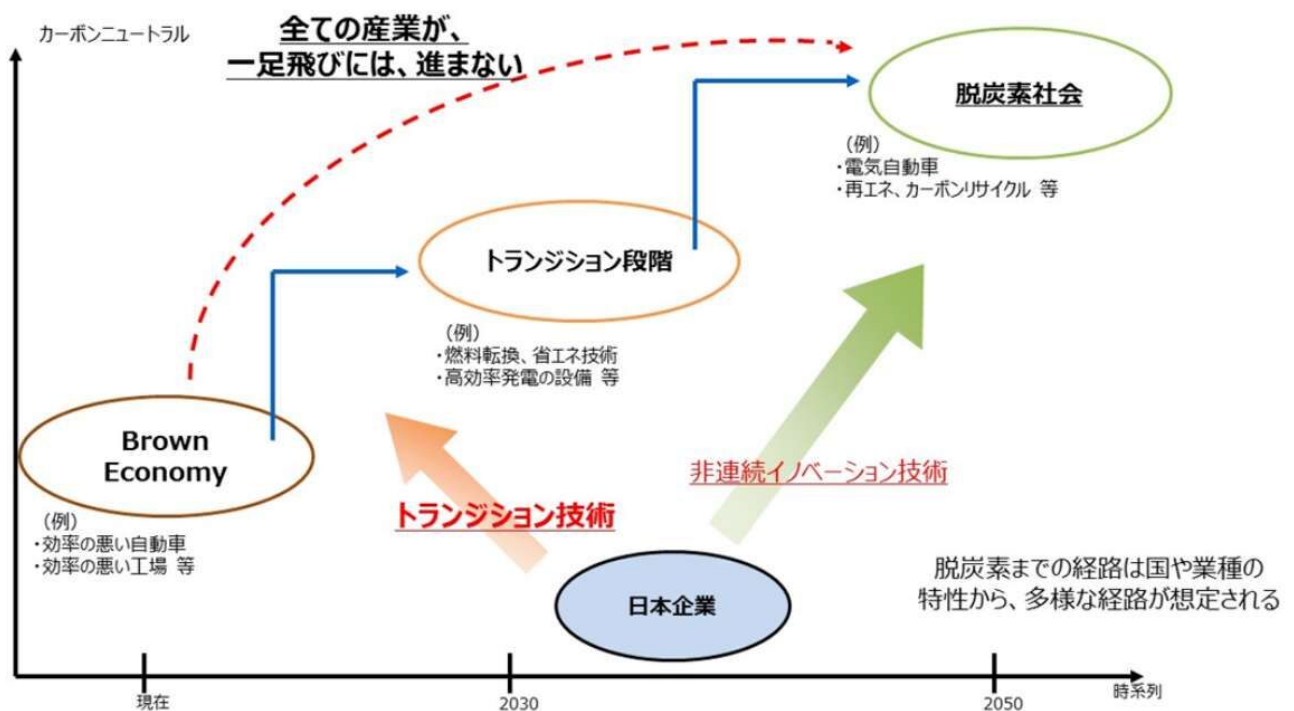 カーボンニュートラル
全ての産業が、
一足飛びには、進まない
脱炭素社会
（例）
・電気自動車
・再エネ、カーボンリサイクル 等
トランジション段階
（例）
・燃料転換、省エネ技術
・高効率発電の設備 等
Brown
Economy
（例）
・効率の悪い自動車
・効率の悪い工場 等
トランジション技術
非連続イノベーション技術
日本企業
脱炭素までの経路は国や業種の
特性から、多様な経路が想定される
現在
2030
2050
時系列